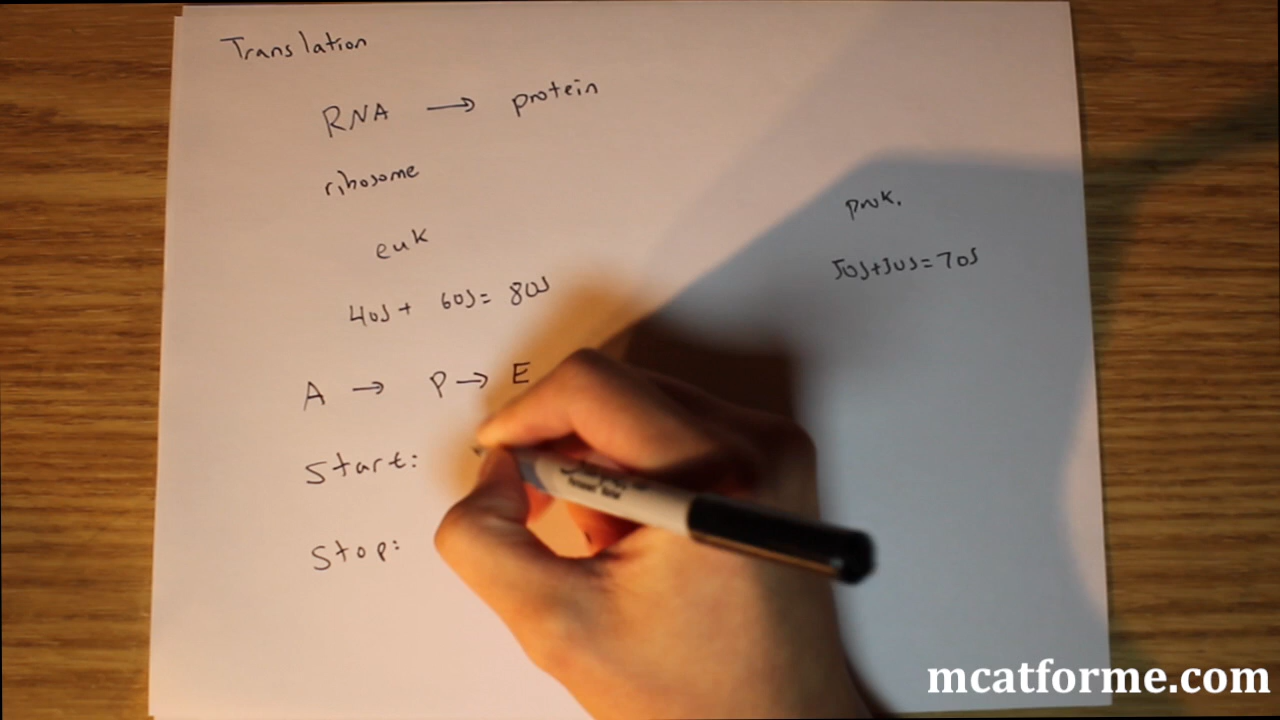 Translation
RNA → protein
ribosome
euk
40s + 60s = 80s
prok.
50s+30s=70s
A → P → E
Start:
Stop:
mcatforme.com